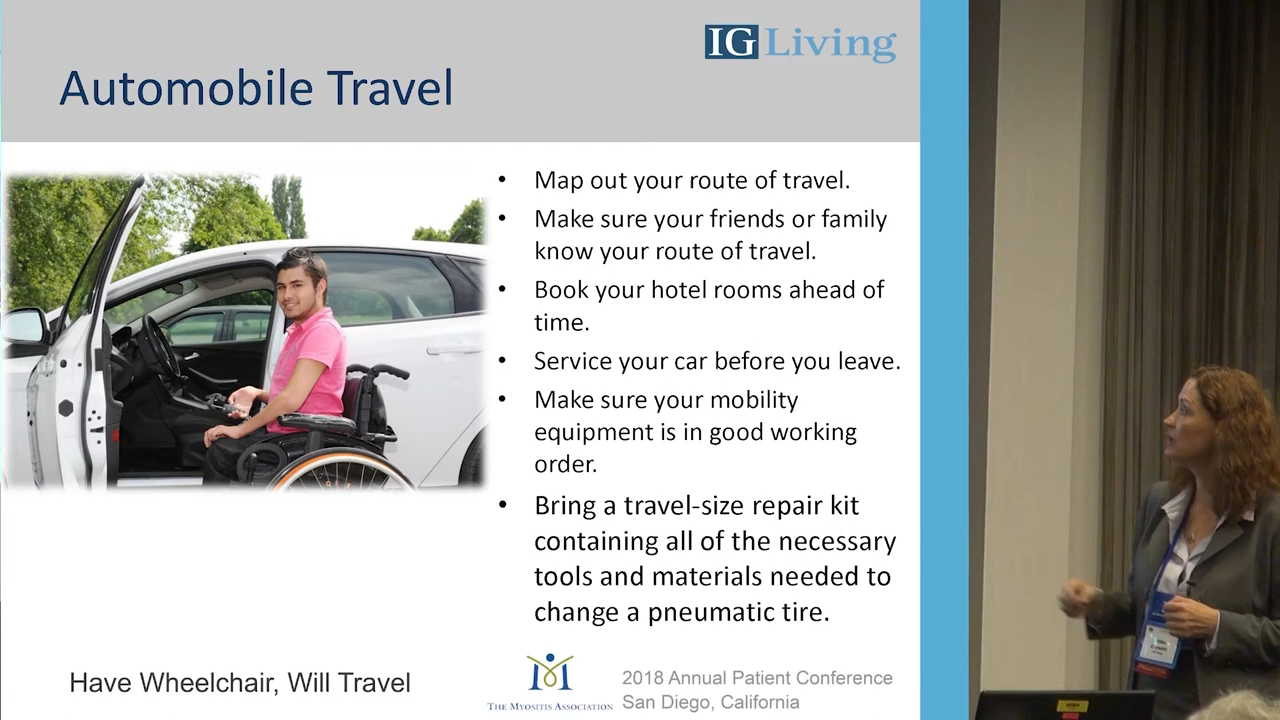 IG Living
Automobile Travel
• Map out your route of travel.
• Make sure your friends or family
know your route of travel.
• Book your hotel rooms ahead of
time.
• Service your car before you leave.
• Make sure your mobility
equipment is in good working
order.
• Bring a travel-size repair kit
containing all of the necessary
tools and materials needed to
change a pneumatic tire.
Have Wheelchair, Will Travel
THE MYOSITIS ASSOCIATION
2018 Annual Patient Conference
San Diego, California